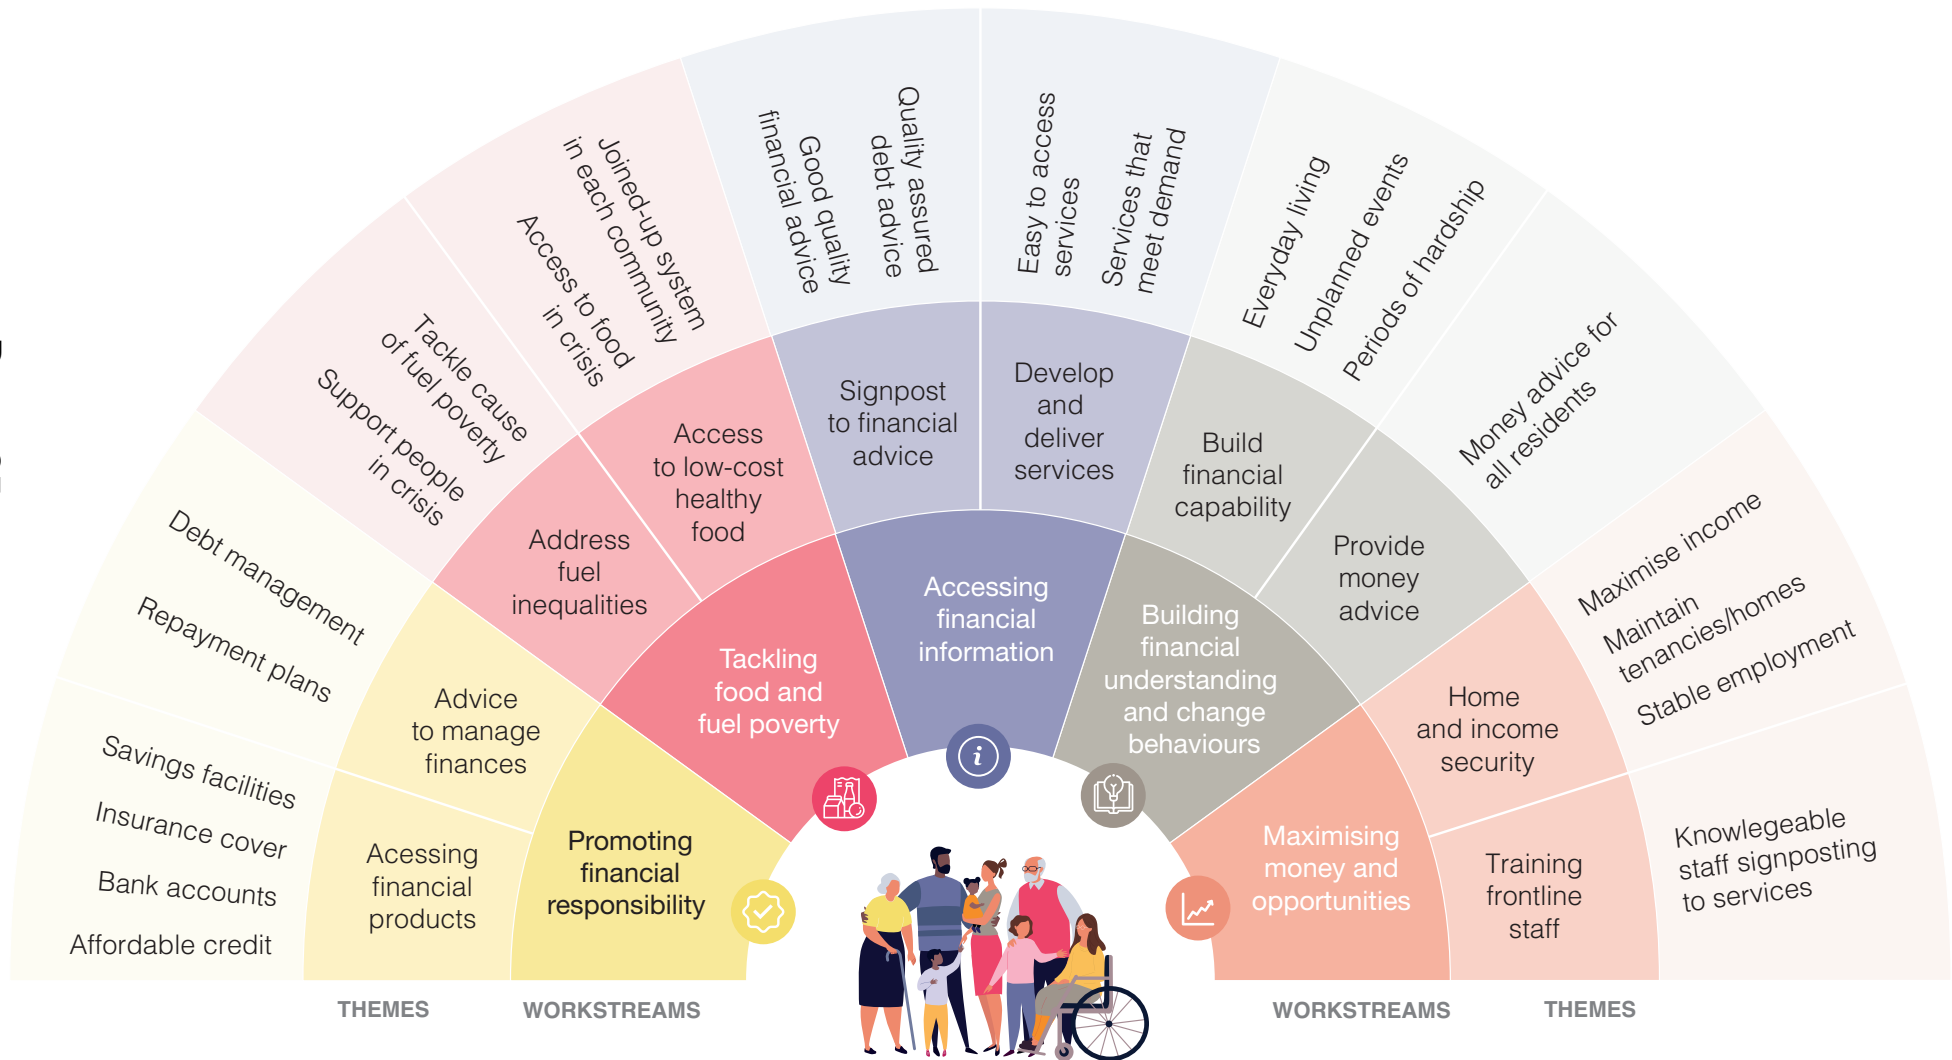 Affordable credit
Bank accounts
Insurance cover
Savings facilities
Repayment plans
Debt management
Support people
in crisis
Tackle cause
of fuel poverty
Access to food
in crisis
Joined-up system
in each community
Good quality
financial advice
Quality assured
debt advice
Easy to access
services
Services that
meet demand
Everyday living
Unplanned events
Periods of hardship
Money advice for
all residents
Maximise income
Maintain
tenancies/homes
Stable employment
Knowlegeable
staff signposting
to services
Acessing
financial
products
Advice
to manage
finances
Address
fuel
inequalities
Access
to low-cost
healthy
food
Signpost
to financial
advice
Develop
and
deliver
services
Build
financial
capability
Provide
money
advice
Home
and income
security
Training
frontline
staff
Promoting
financial
responsibility
Tackling
food and
fuel poverty
Accessing
financial
information
Building
financial
understanding
and change
behaviours
Maximising
money and
opportunities
i
THEMES
WORKSTREAMS
WORKSTREAMS
THEMES